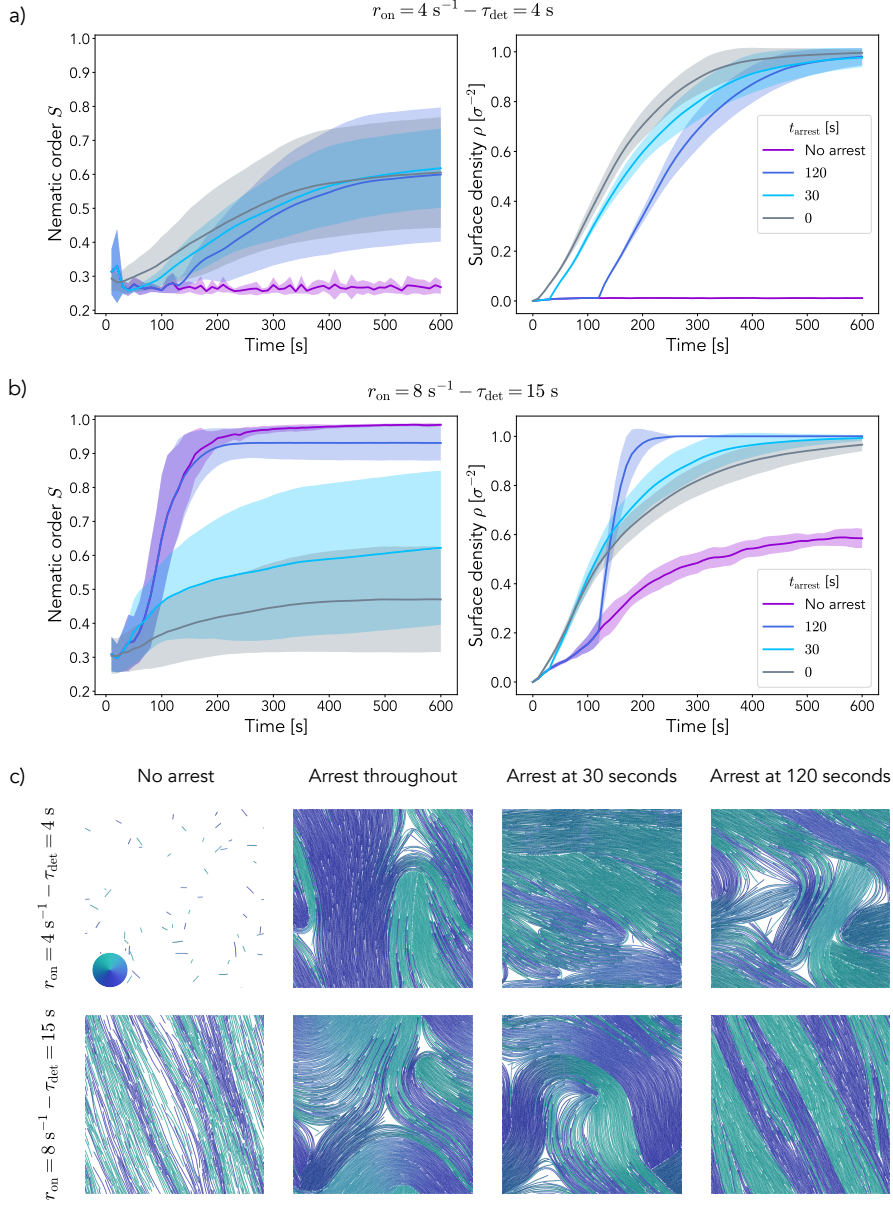 a)
r_on = 4 s⁻¹ − τ_det = 4 s
1.0
0.9
0.8
0.7
0.6
0.5
0.4
0.3
0.2
Nematic order S
0
100
200
300
400
500
600
Time [s]
1.0
0.8
0.6
0.4
0.2
0.0
Surface density ρ [σ⁻²]
t_arrest [s]
No arrest
120
30
0
0
100
200
300
400
500
600
Time [s]
b)
r_on = 8 s⁻¹ − τ_det = 15 s
1.0
0.9
0.8
0.7
0.6
0.5
0.4
0.3
0.2
Nematic order S
0
100
200
300
400
500
600
Time [s]
1.0
0.8
0.6
0.4
0.2
0.0
Surface density ρ [σ⁻²]
t_arrest [s]
No arrest
120
30
0
0
100
200
300
400
500
600
Time [s]
c)
No arrest
Arrest throughout
Arrest at 30 seconds
Arrest at 120 seconds
r_on = 4 s⁻¹ − τ_det = 4 s
r_on = 8 s⁻¹ − τ_det = 15 s